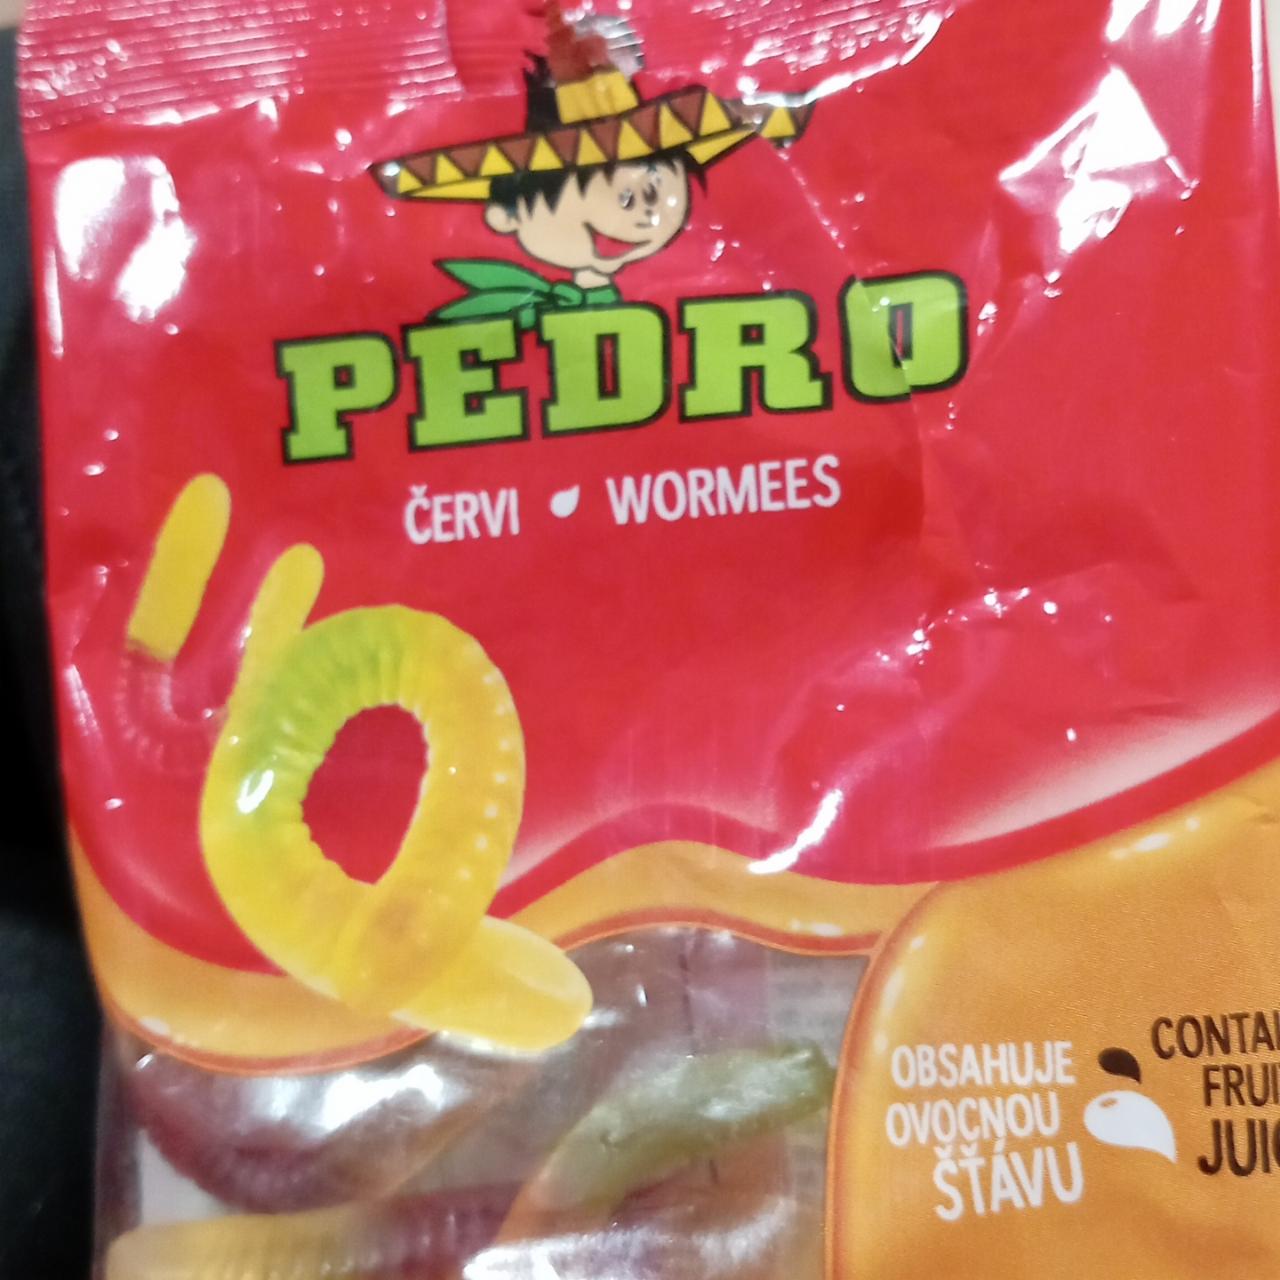 PEDRO
ČERVI WORMEES
OBSAHUJE
OVOCNOU
ŠŤÁVU